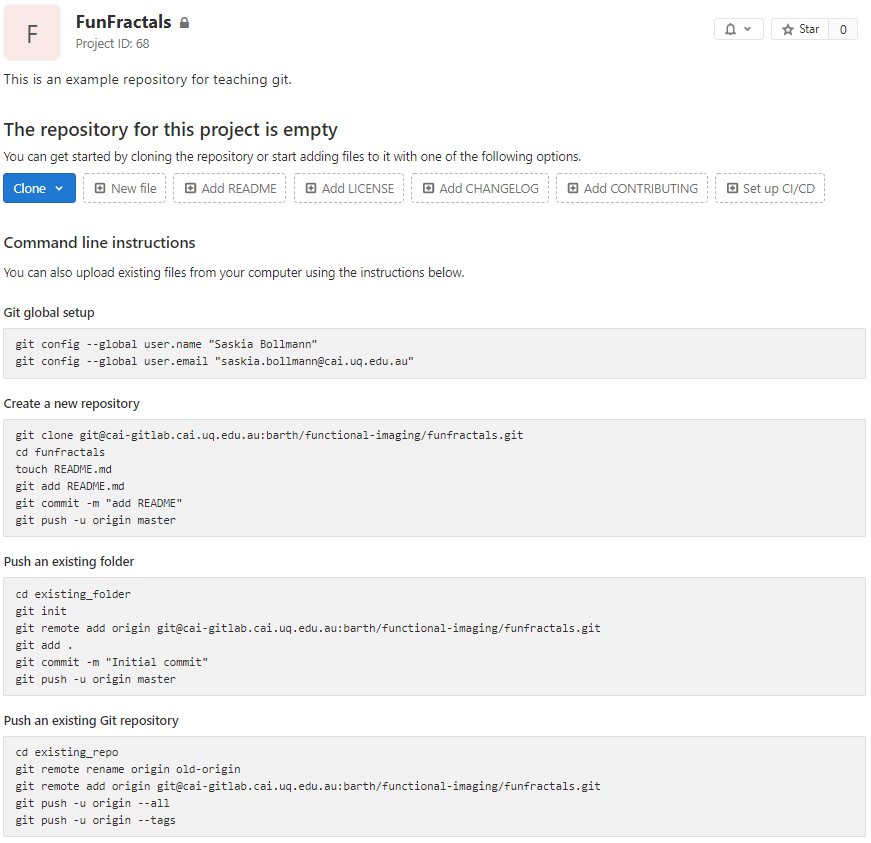 F
FunFractals
Project ID: 68
Star
0
This is an example repository for teaching git.
The repository for this project is empty
You can get started by cloning the repository or start adding files to it with one of the following options.
Clone
New file
Add README
Add LICENSE
Add CHANGELOG
Add CONTRIBUTING
Set up CI/CD
Command line instructions
You can also upload existing files from your computer using the instructions below.
Git global setup
git config --global user.name "Saskia Bollmann"
git config --global user.email "saskia.bollmann@cai.uq.edu.au"
Create a new repository
git clone git@cai-gitlab.cai.uq.edu.au:barth/functional-imaging/funfractals.git
cd funfractals
touch README.md
git add README.md
git commit -m "add README"
git push -u origin master
Push an existing folder
cd existing_folder
git init
git remote add origin git@cai-gitlab.cai.uq.edu.au:barth/functional-imaging/funfractals.git
git add .
git commit -m "Initial commit"
git push -u origin master
Push an existing Git repository
cd existing_repo
git remote rename origin old-origin
git remote add origin git@cai-gitlab.cai.uq.edu.au:barth/functional-imaging/funfractals.git
git push -u origin --all
git push -u origin --tags